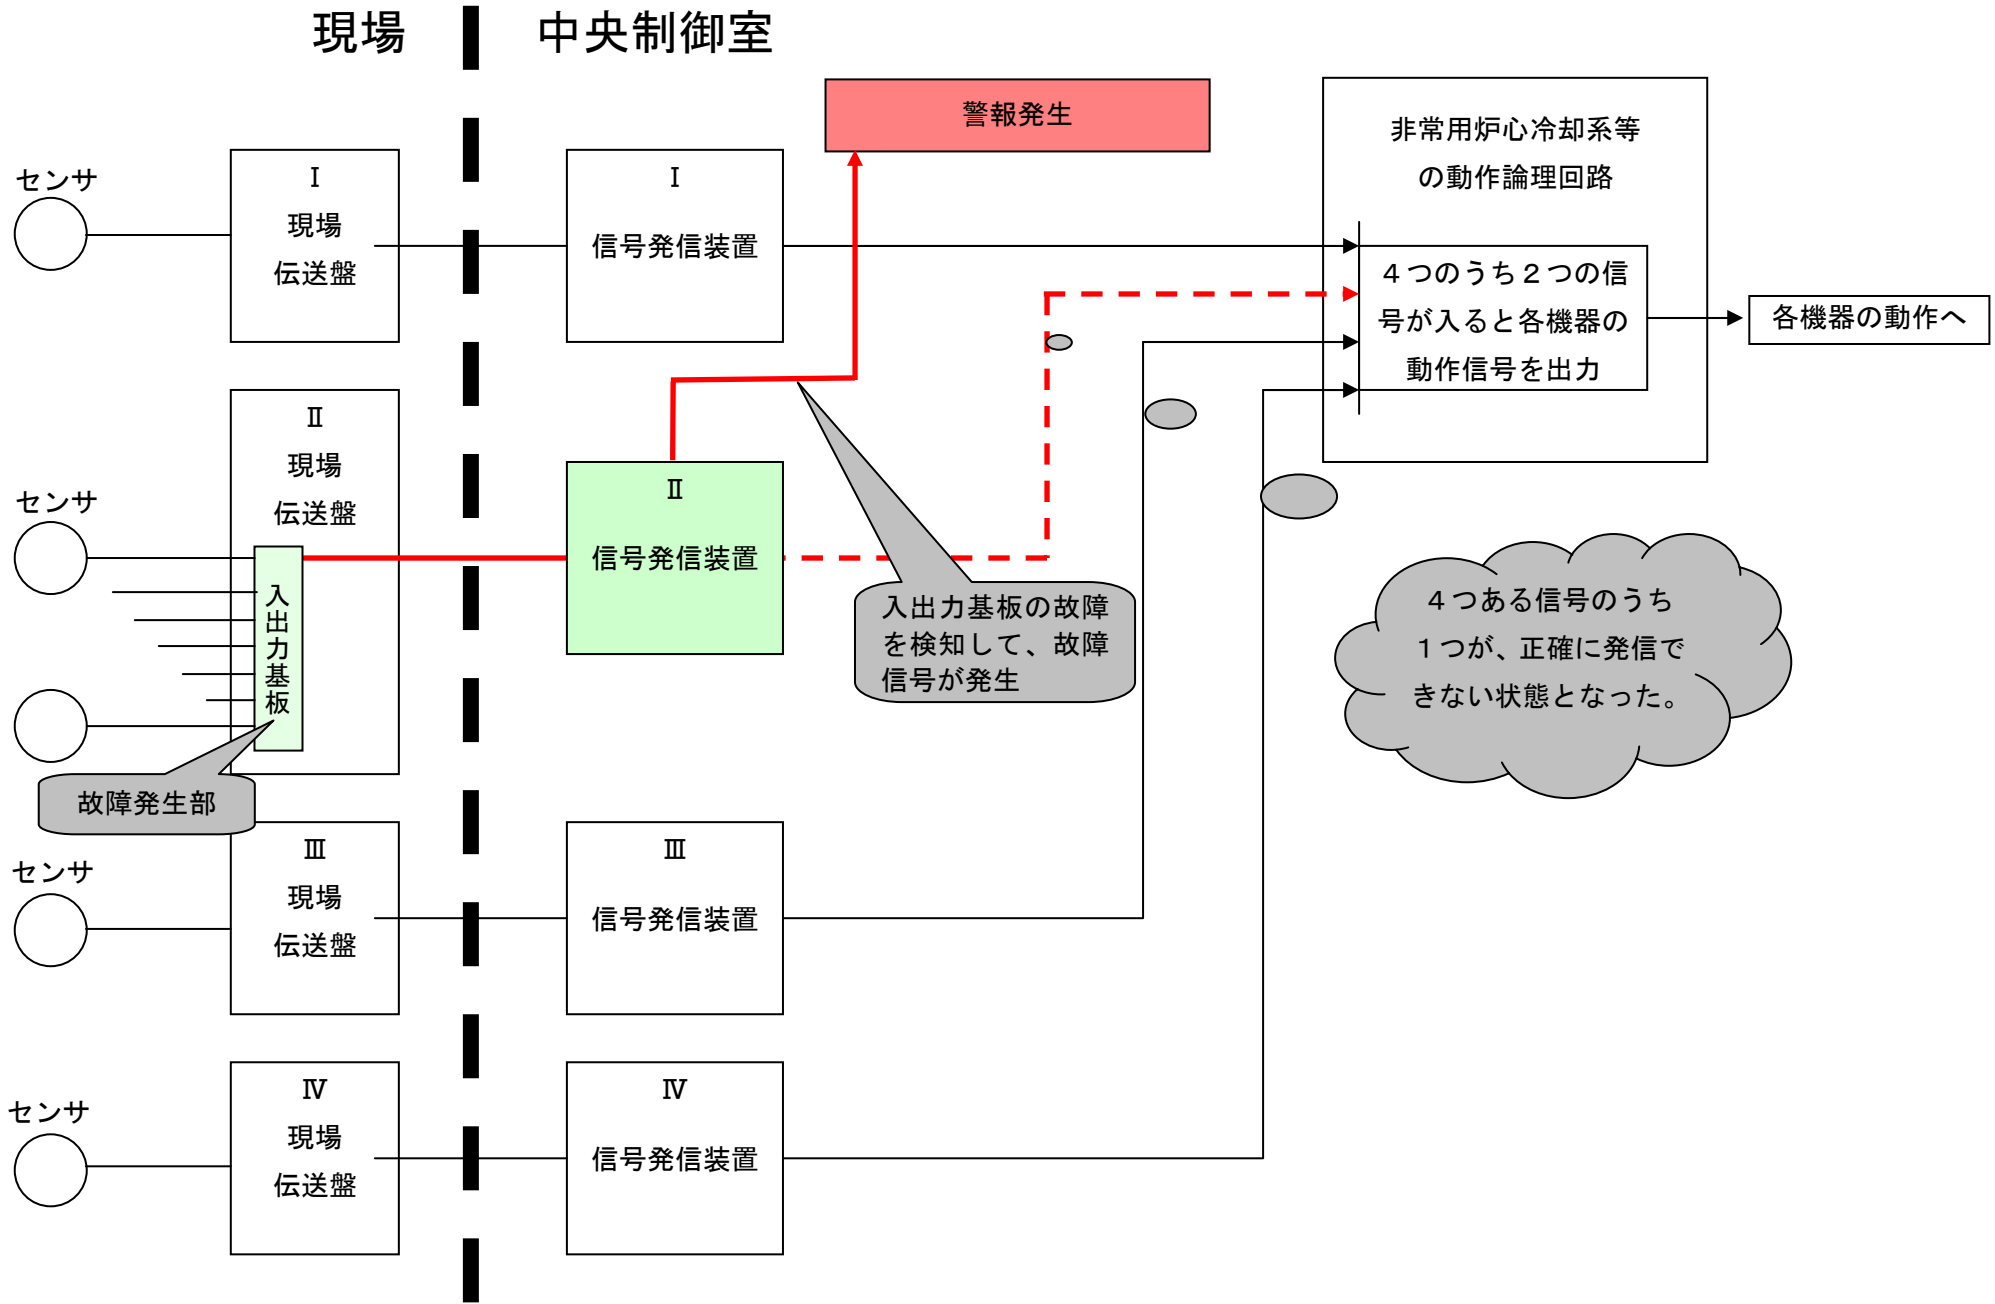 現場
中央制御室
警報発生
非常用炉心冷却系等
の動作論理回路
４つのうち２つの信
号が入ると各機器の
動作信号を出力
各機器の動作へ
センサ
Ⅰ
現場
伝送盤
Ⅰ
信号発信装置
センサ
Ⅱ
現場
伝送盤
入出力基板
Ⅱ
信号発信装置
入出力基板の故障
を検知して、故障
信号が発生
４つある信号のうち
１つが、正確に発信で
きない状態となった。
故障発生部
センサ
Ⅲ
現場
伝送盤
Ⅲ
信号発信装置
センサ
Ⅳ
現場
伝送盤
Ⅳ
信号発信装置